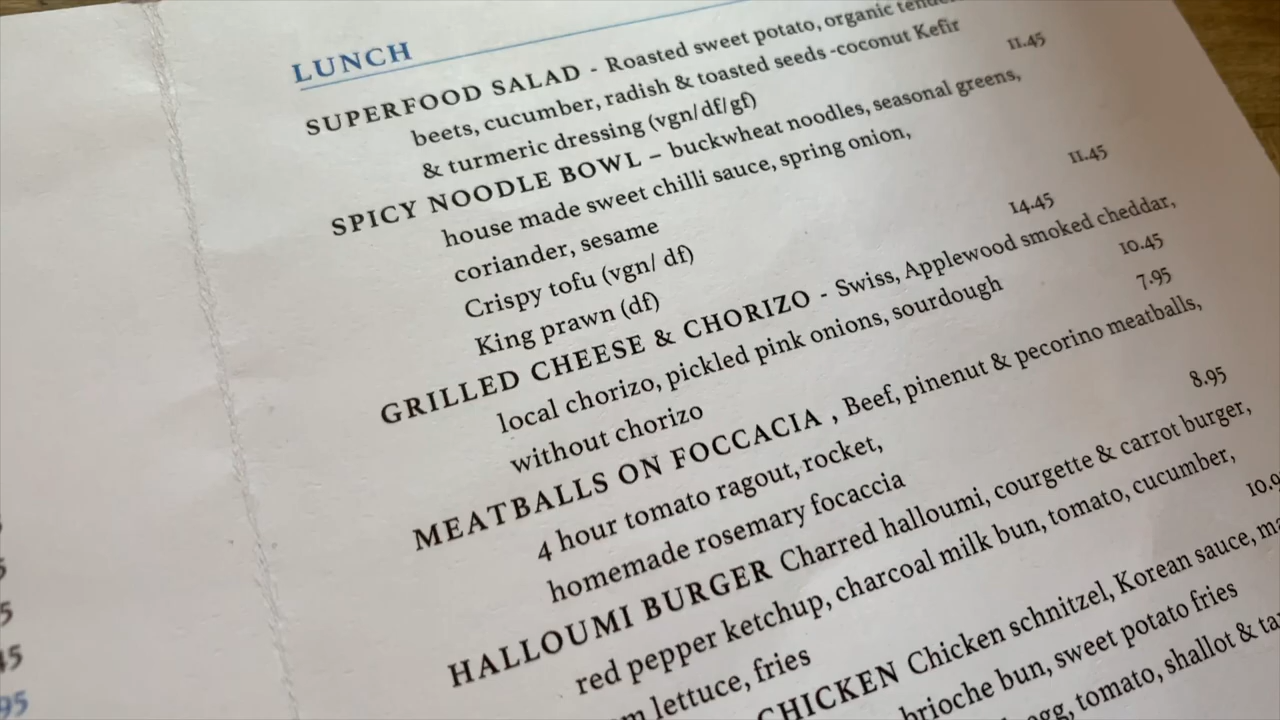 LUNCH
SUPERFOOD SALAD - Roasted sweet potato, organic
beets, cucumber, radish & toasted seeds -coconut Kefir
& turmeric dressing (vgn/df/gf) 11.45
SPICY NOODLE BOWL – buckwheat noodles, seasonal greens,
house made sweet chilli sauce, spring onion,
coriander, sesame
Crispy tofu (vgn/ df) 11.45
King prawn (df) 14.45
GRILLED CHEESE & CHORIZO - Swiss, Applewood smoked cheddar,
local chorizo, pickled pink onions, sourdough 10.45
without chorizo 7.95
MEATBALLS ON FOCCACIA , Beef, pinenut & pecorino meatballs,
4 hour tomato ragout, rocket,
homemade rosemary focaccia 8.95
HALLOUMI BURGER Charred halloumi, courgette & carrot burger,
red pepper ketchup, charcoal milk bun, tomato, cucumber,
lettuce, fries
CHICKEN Chicken schnitzel, Korean sauce,
brioche bun, sweet potato fries
tomato, shallot &